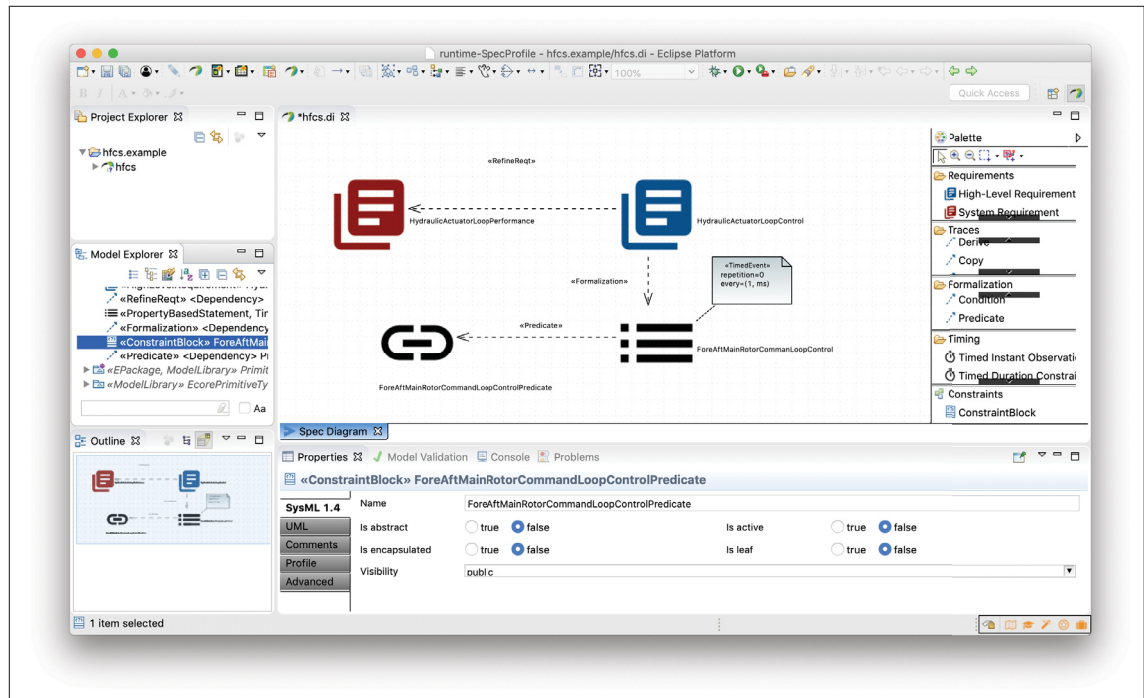 runtime-SpecProfile - hfcs.example/hfcs.di - Eclipse Platform
100%
B I A
Quick Access
Project Explorer
hfcs.example
hfcs
*hfcs.di
«RefineReqt»
HydraulicActuatorLoopPerformance
HydraulicActuatorLoopControl
«Formalization»
«TimedEvent»
repetition=0
every=(1, ms)
«Predicate»
ForeAftMainRotorCommanLoopControl
ForeAftMainRotorCommandLoopControlPredicate
Palette
Requirements
High-Level Requirement
System Requirement
Traces
Derive
Copy
Formalization
Condition
Predicate
Timing
Timed Instant Observati
Timed Duration Constrai
Constraints
ConstraintBlock
Model Explorer
«HighLevelRequirement» Hydr
«RefineReqt» <Dependency>
«PropertyBasedStatement, Tir
«Formalization» <Dependency
«ConstraintBlock» ForeAftMai
«Predicate» <Dependency> Pr
«EPackage, ModelLibrary» Primit
«ModelLibrary» EcorePrimitiveTy
Aa
Spec Diagram
Outline
Properties Model Validation Console Problems
«ConstraintBlock» ForeAftMainRotorCommandLoopControlPredicate
SysML 1.4
UML
Comments
Profile
Advanced
Name ForeAftMainRotorCommandLoopControlPredicate
Is abstract true false Is active true false
Is encapsulated true false Is leaf true false
Visibility public
1 item selected